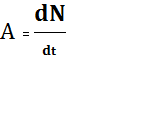 A = dN
dt